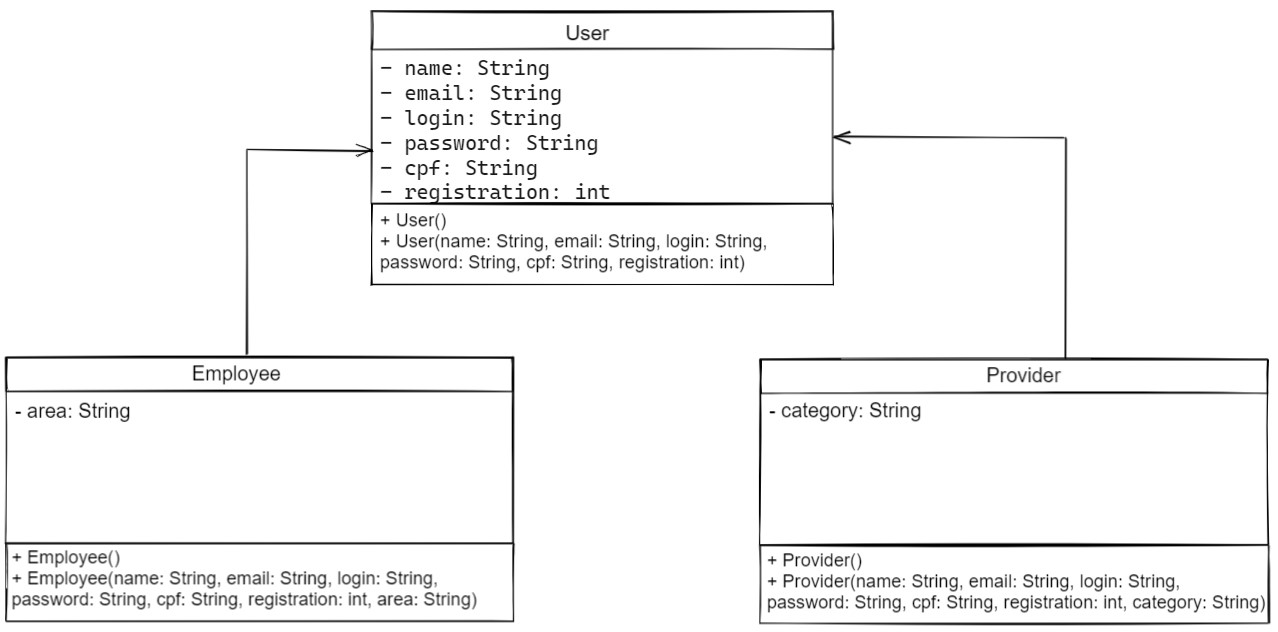 User
- name: String
- email: String
- login: String
- password: String
- cpf: String
- registration: int
+ User()
+ User(name: String, email: String, login: String,
password: String, cpf: String, registration: int)
Employee
- area: String
+ Employee()
+ Employee(name: String, email: String, login: String,
password: String, cpf: String, registration: int, area: String)
Provider
- category: String
+ Provider()
+ Provider(name: String, email: String, login: String,
password: String, cpf: String, registration: int, category: String)